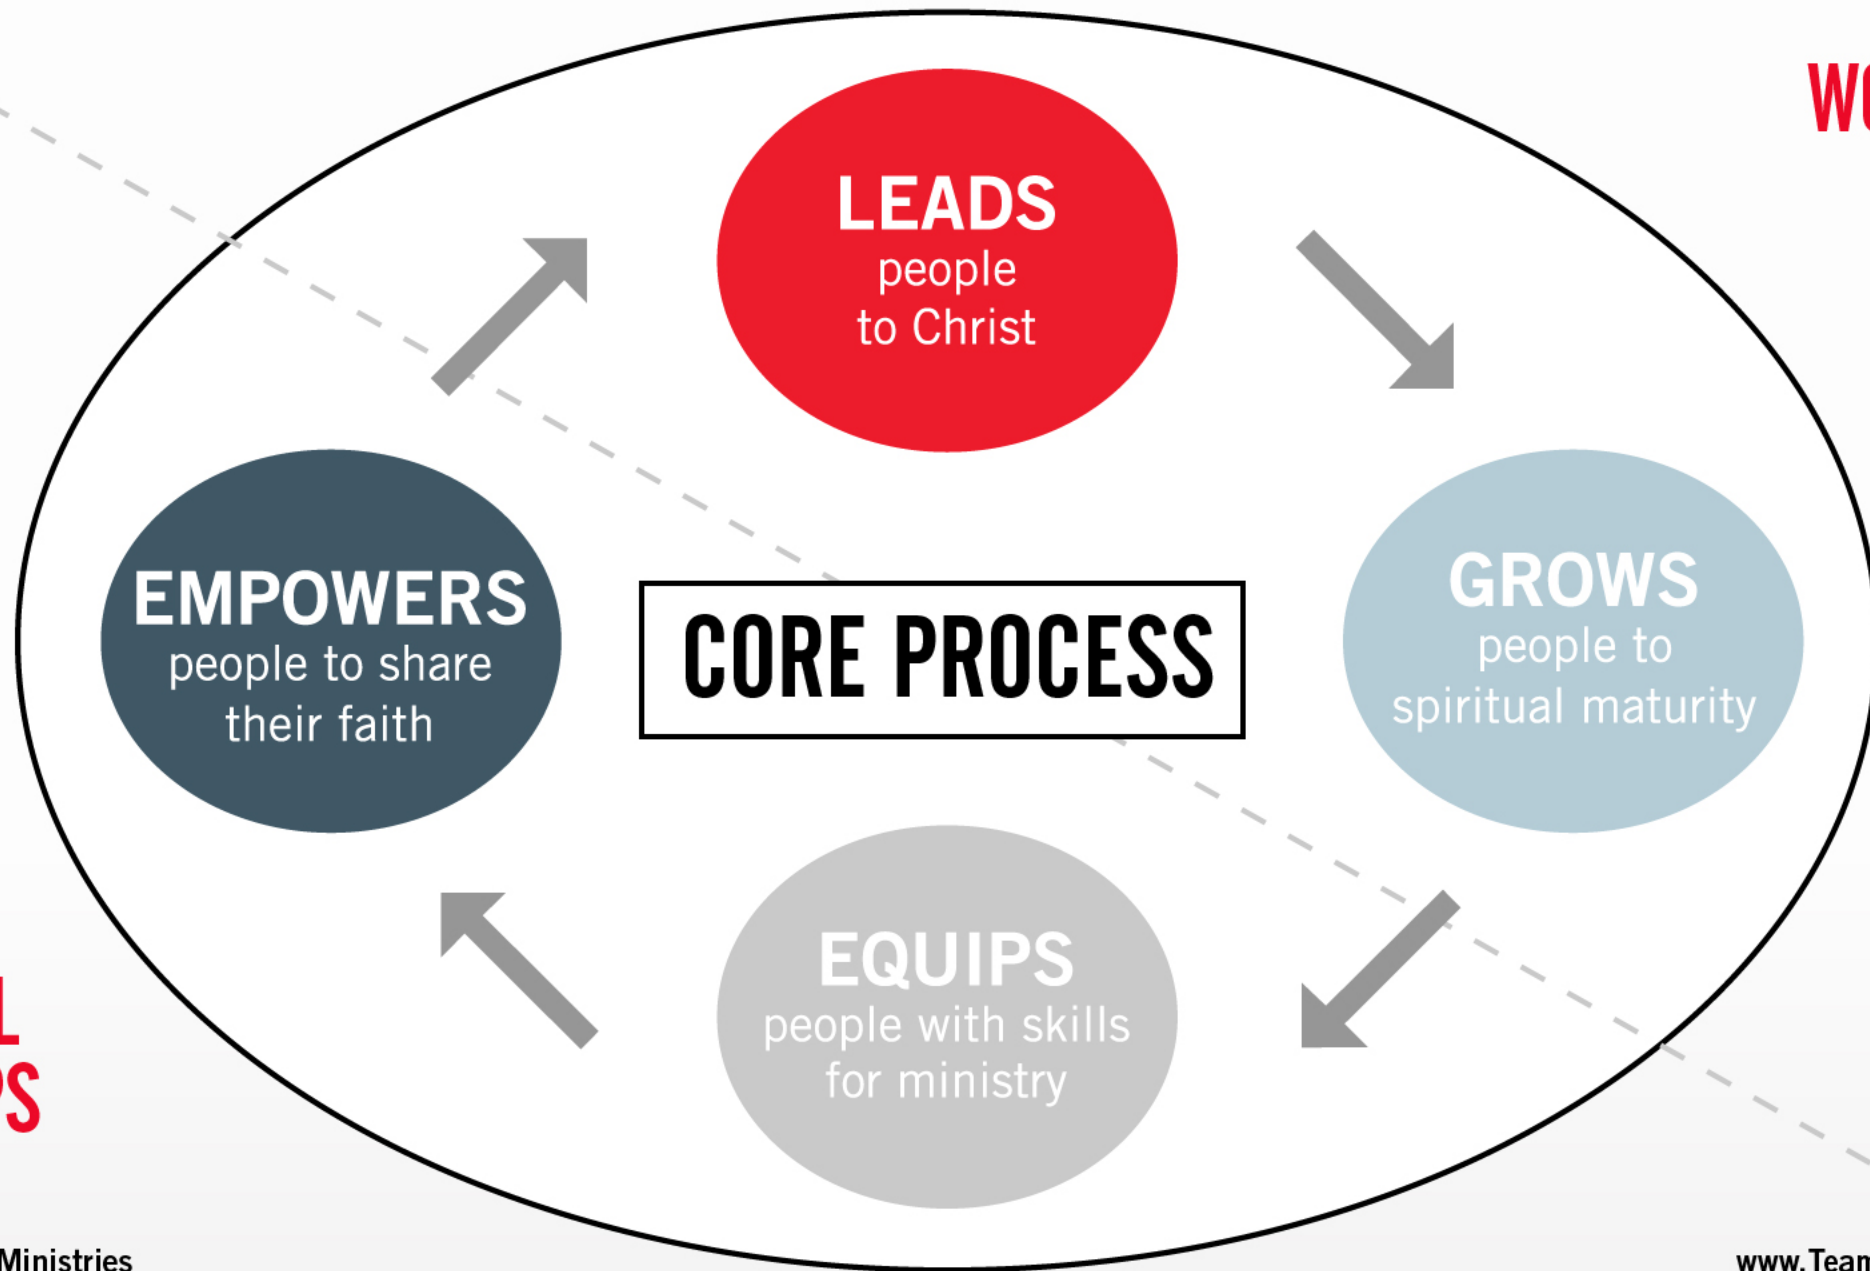 LEADS
people
to Christ
GROWS
people to
spiritual maturity
EQUIPS
people with skills
for ministry
EMPOWERS
people to share
their faith
CORE PROCESS
Ministries